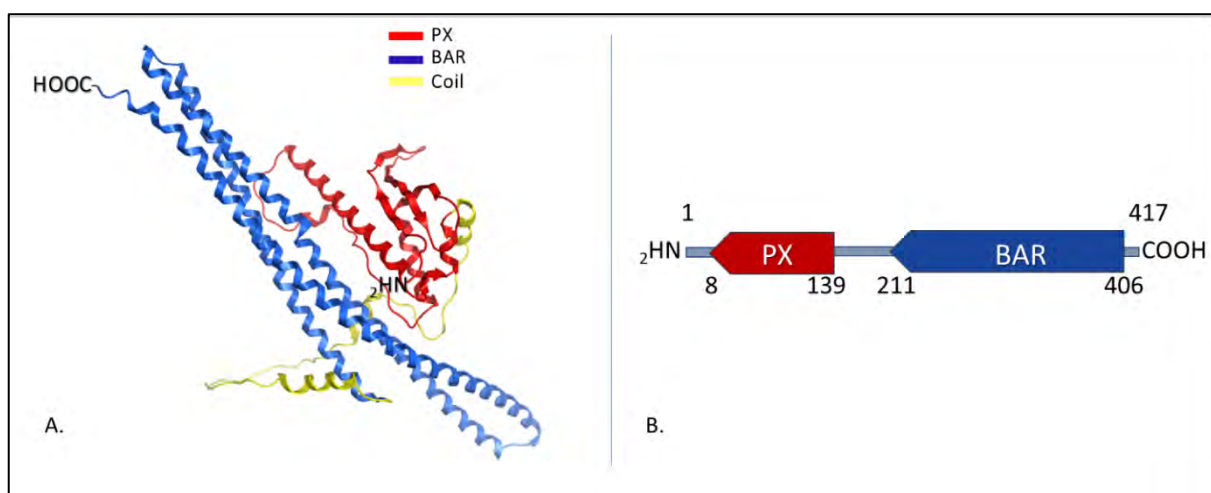 PX
BAR
Coil
HOOC
₂HN
A.
1
417
₂HN
PX
BAR
COOH
8
139
211
406
B.